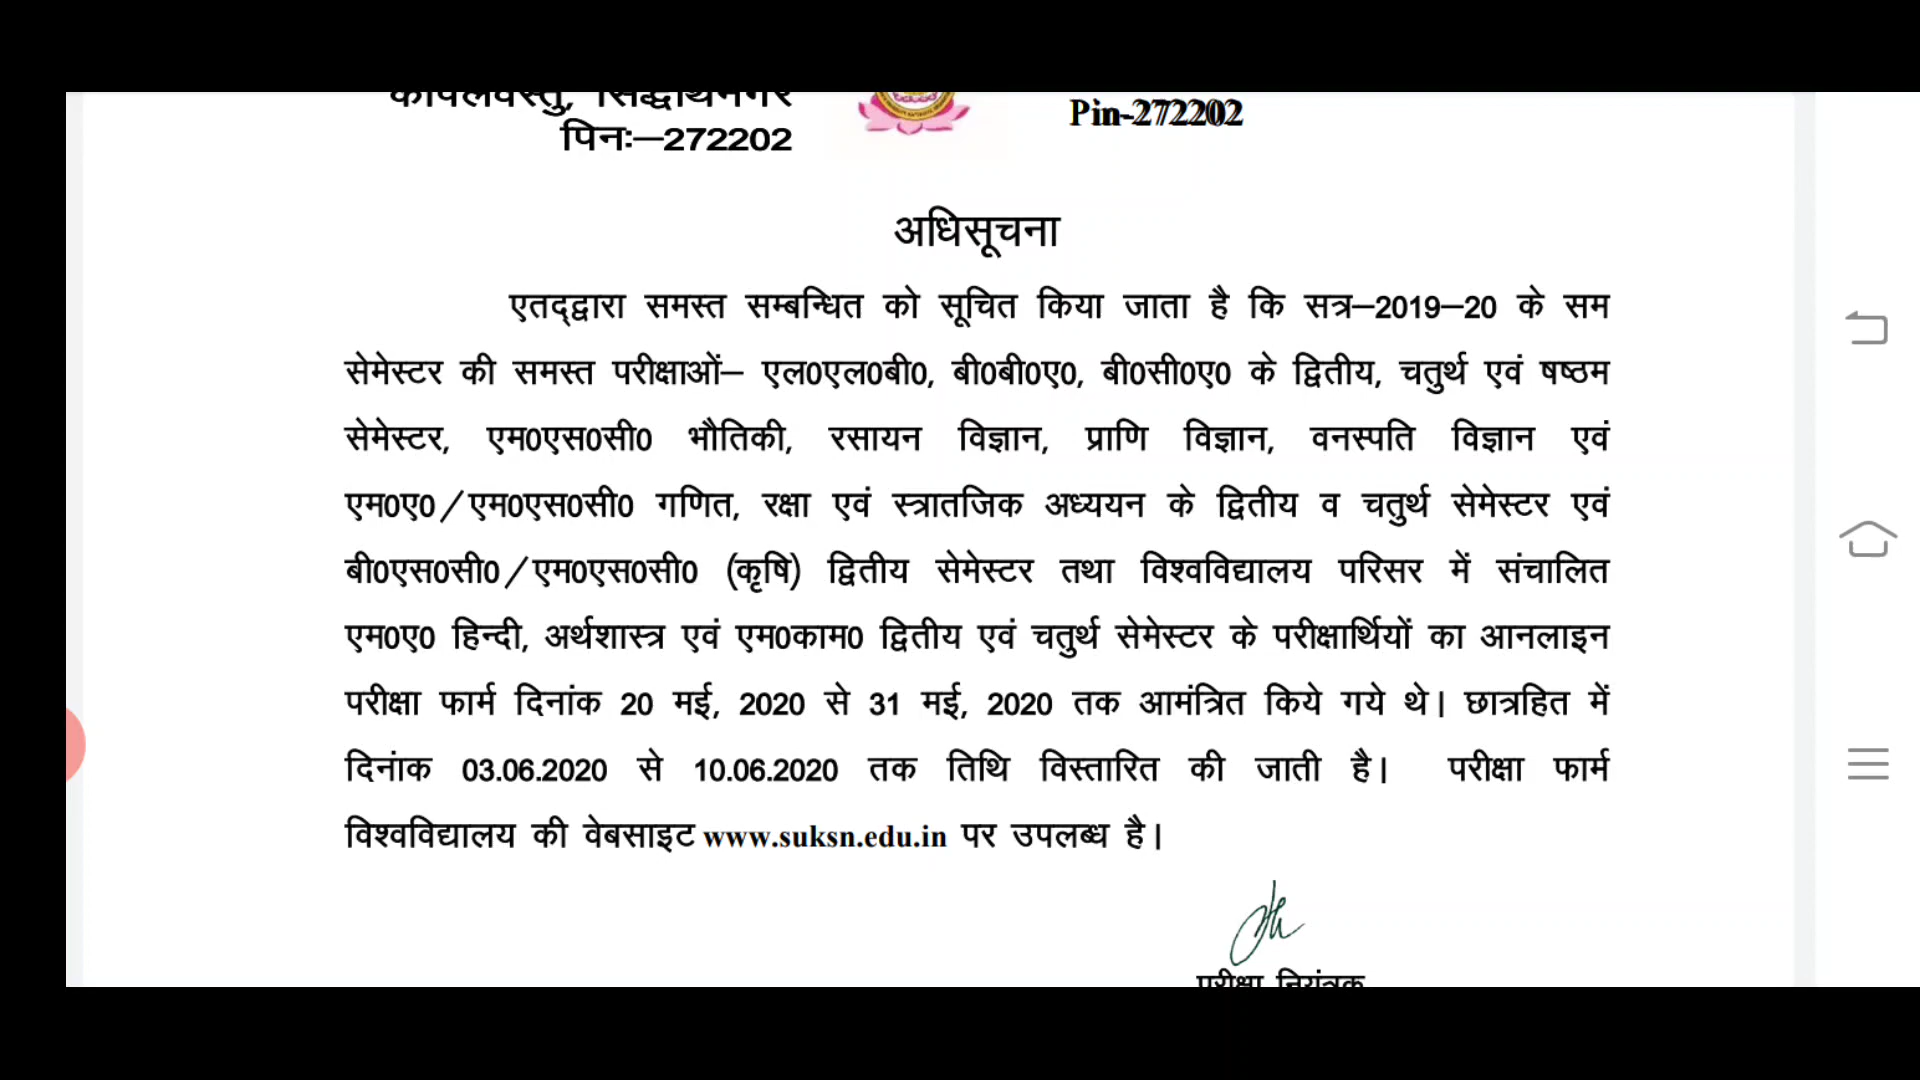 कपिलवस्तु, सिद्धार्थनगर
पिनः–272202
Pin-272202
अधिसूचना
एतद्द्वारा समस्त सम्बन्धित को सूचित किया जाता है कि सत्र–2019–20 के सम
सेमेस्टर की समस्त परीक्षाओं– एल0एल0बी0, बी0बी0ए0, बी0सी0ए0 के द्वितीय, चतुर्थ एवं षष्ठम
सेमेस्टर, एम0एस0सी0 भौतिकी, रसायन विज्ञान, प्राणि विज्ञान, वनस्पति विज्ञान एवं
एम0ए0/एम0एस0सी0 गणित, रक्षा एवं स्त्रातजिक अध्ययन के द्वितीय व चतुर्थ सेमेस्टर एवं
बी0एस0सी0/एम0एस0सी0 (कृषि) द्वितीय सेमेस्टर तथा विश्वविद्यालय परिसर में संचालित
एम0ए0 हिन्दी, अर्थशास्त्र एवं एम0काम0 द्वितीय एवं चतुर्थ सेमेस्टर के परीक्षार्थियों का आनलाइन
परीक्षा फार्म दिनांक 20 मई, 2020 से 31 मई, 2020 तक आमंत्रित किये गये थे। छात्रहित में
दिनांक 03.06.2020 से 10.06.2020 तक तिथि विस्तारित की जाती है। परीक्षा फार्म
विश्वविद्यालय की वेबसाइट www.suksn.edu.in पर उपलब्ध है।
परीक्षा नियंत्रक